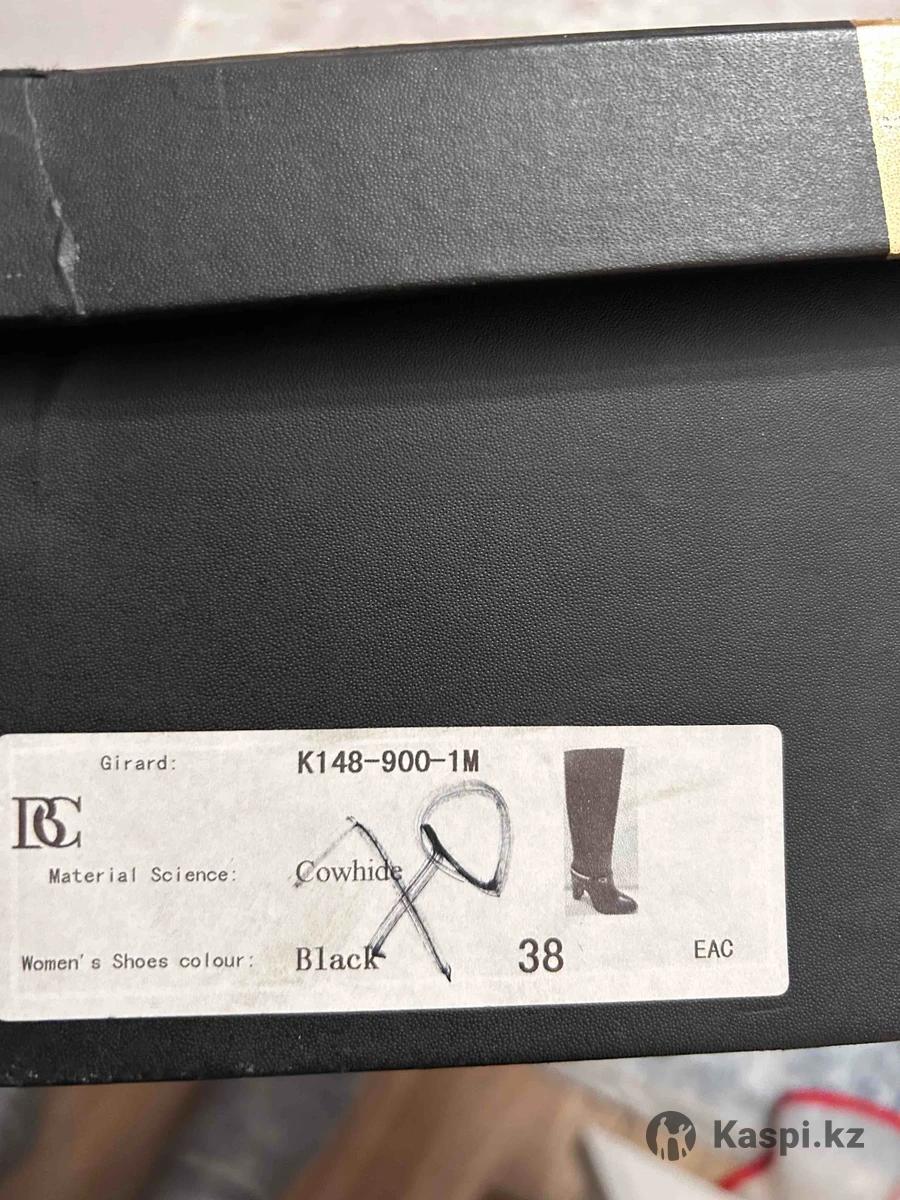 Girard: K148-900-1M
BC
Material Science: Cowhide
Women's Shoes colour: Black 38 EAC
Kaspi.kz